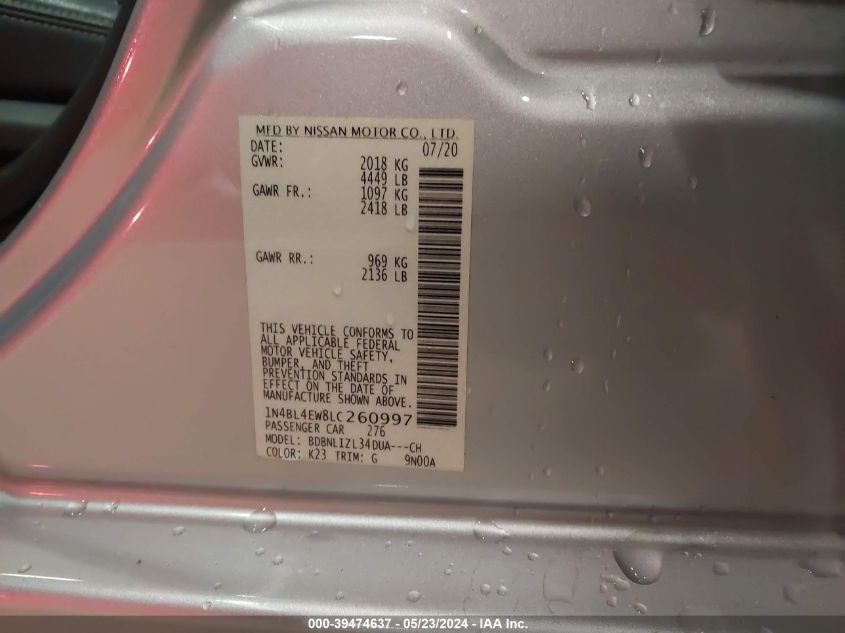 MFD BY NISSAN MOTOR CO., LTD.
DATE: 07/20
GVWR: 2018 KG
4449 LB
GAWR FR.: 1097 KG
2418 LB
GAWR RR.: 969 KG
2136 LB
THIS VEHICLE CONFORMS TO
ALL APPLICABLE FEDERAL
MOTOR VEHICLE SAFETY,
BUMPER, AND THEFT
PREVENTION STANDARDS IN
EFFECT ON THE DATE OF
MANUFACTURE SHOWN ABOVE.
1N4BL4EW8LC260997
PASSENGER CAR 276
MODEL: BDBNLIZL34DUA---CH
COLOR: K23 TRIM: G 9N00A
000-39474637 - 05/23/2024 - IAA Inc.